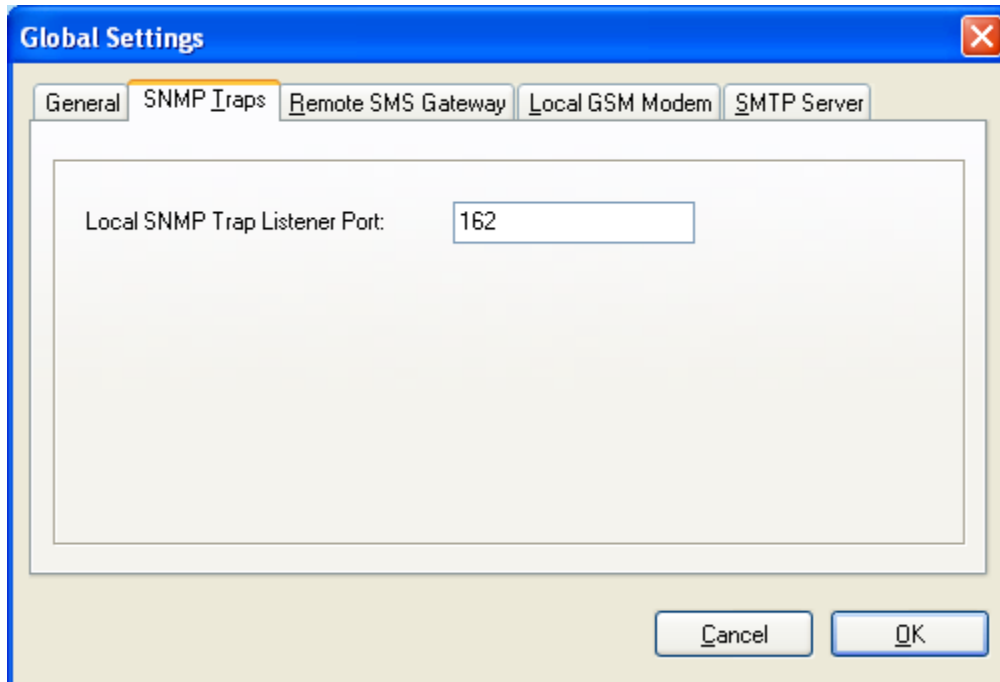 Global Settings
General SNMP Traps Remote SMS Gateway Local GSM Modem SMTP Server
Local SNMP Trap Listener Port: 162
Cancel OK